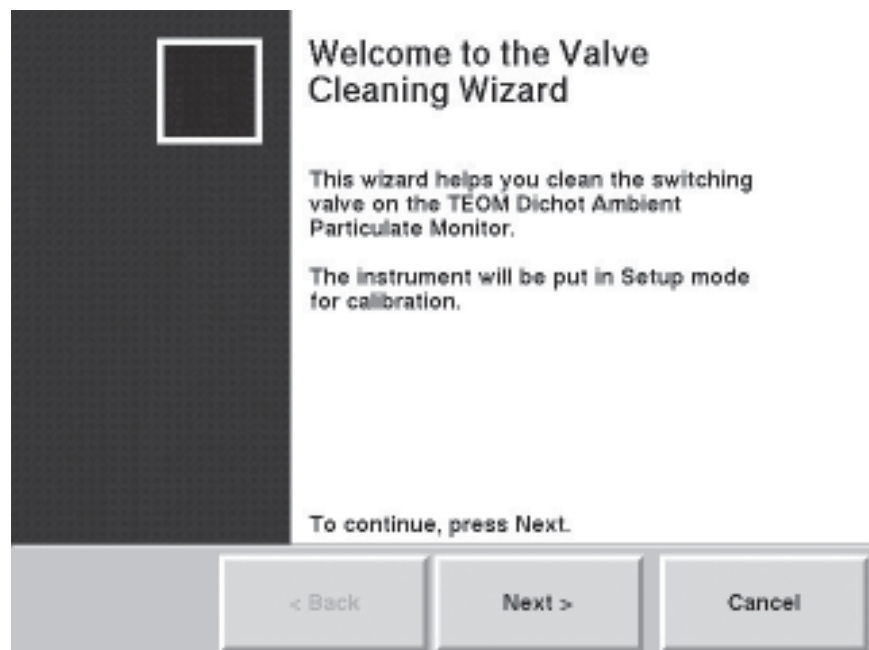 Welcome to the Valve
Cleaning Wizard
This wizard helps you clean the switching
valve on the TEOM Dichot Ambient
Particulate Monitor.
The instrument will be put in Setup mode
for calibration.
To continue, press Next.
< Back
Next >
Cancel